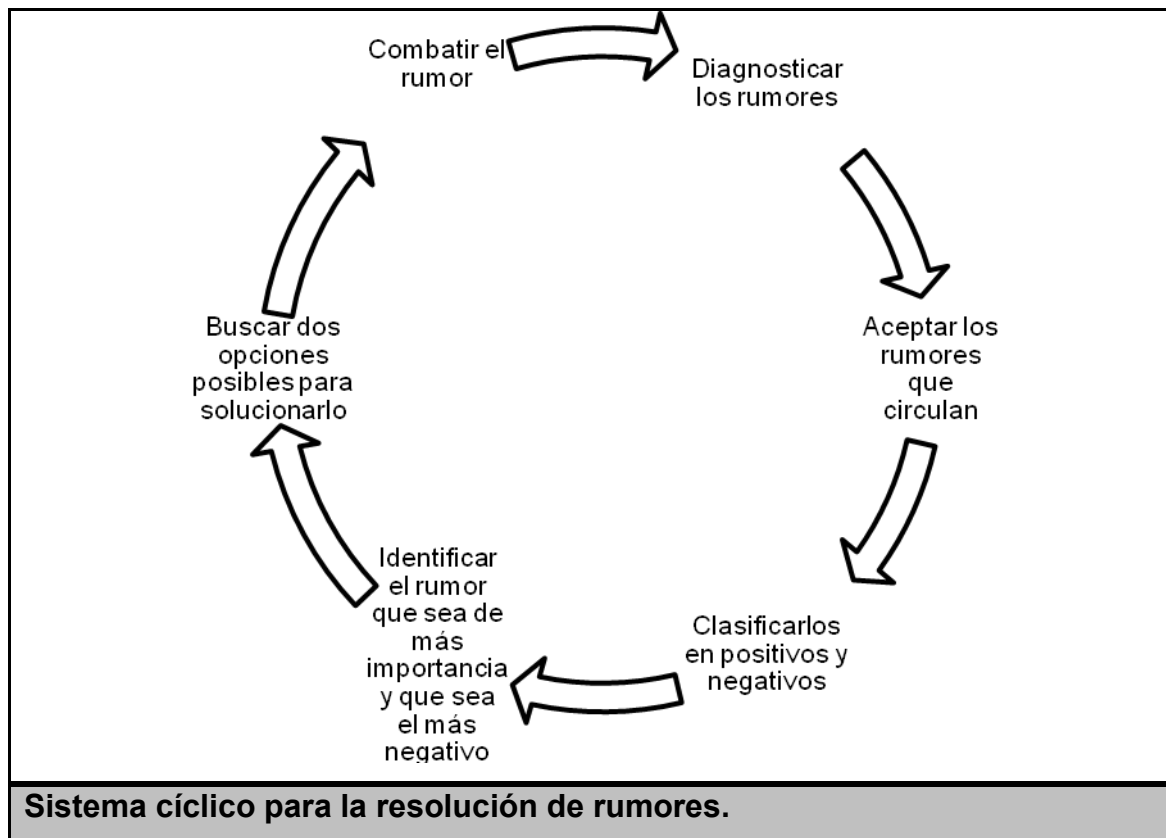 Combatir el
rumor
Diagnosticar
los rumores
Aceptar los
rumores
que
circulan
Clasificarlos
en positivos y
negativos
Identificar
el rumor
que sea de
más
importancia
y que sea
el más
negativo
Buscar dos
opciones
posibles para
solucionarlo
Sistema cíclico para la resolución de rumores.